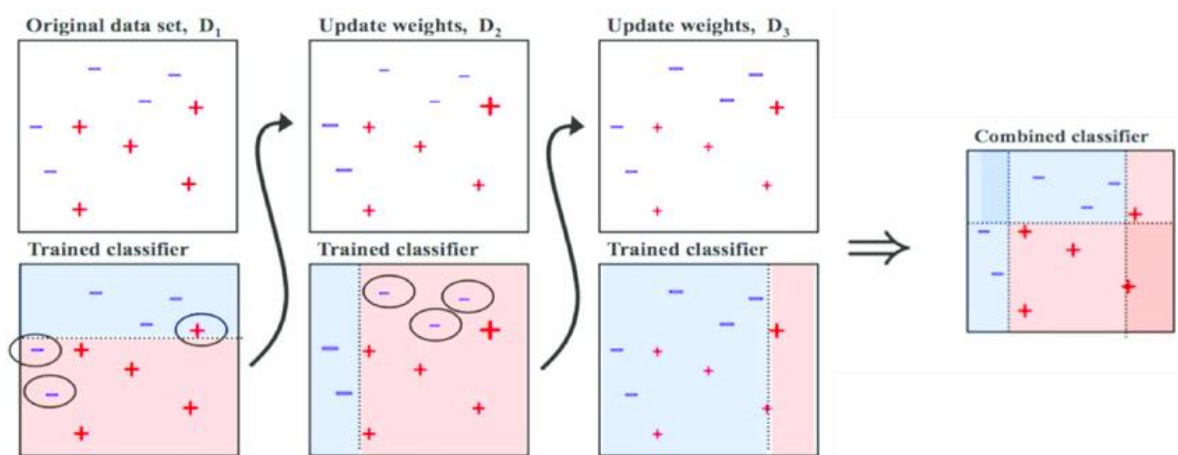 Original data set, D₁
Update weights, D₂
Update weights, D₃
Combined classifier
Trained classifier
Trained classifier
Trained classifier